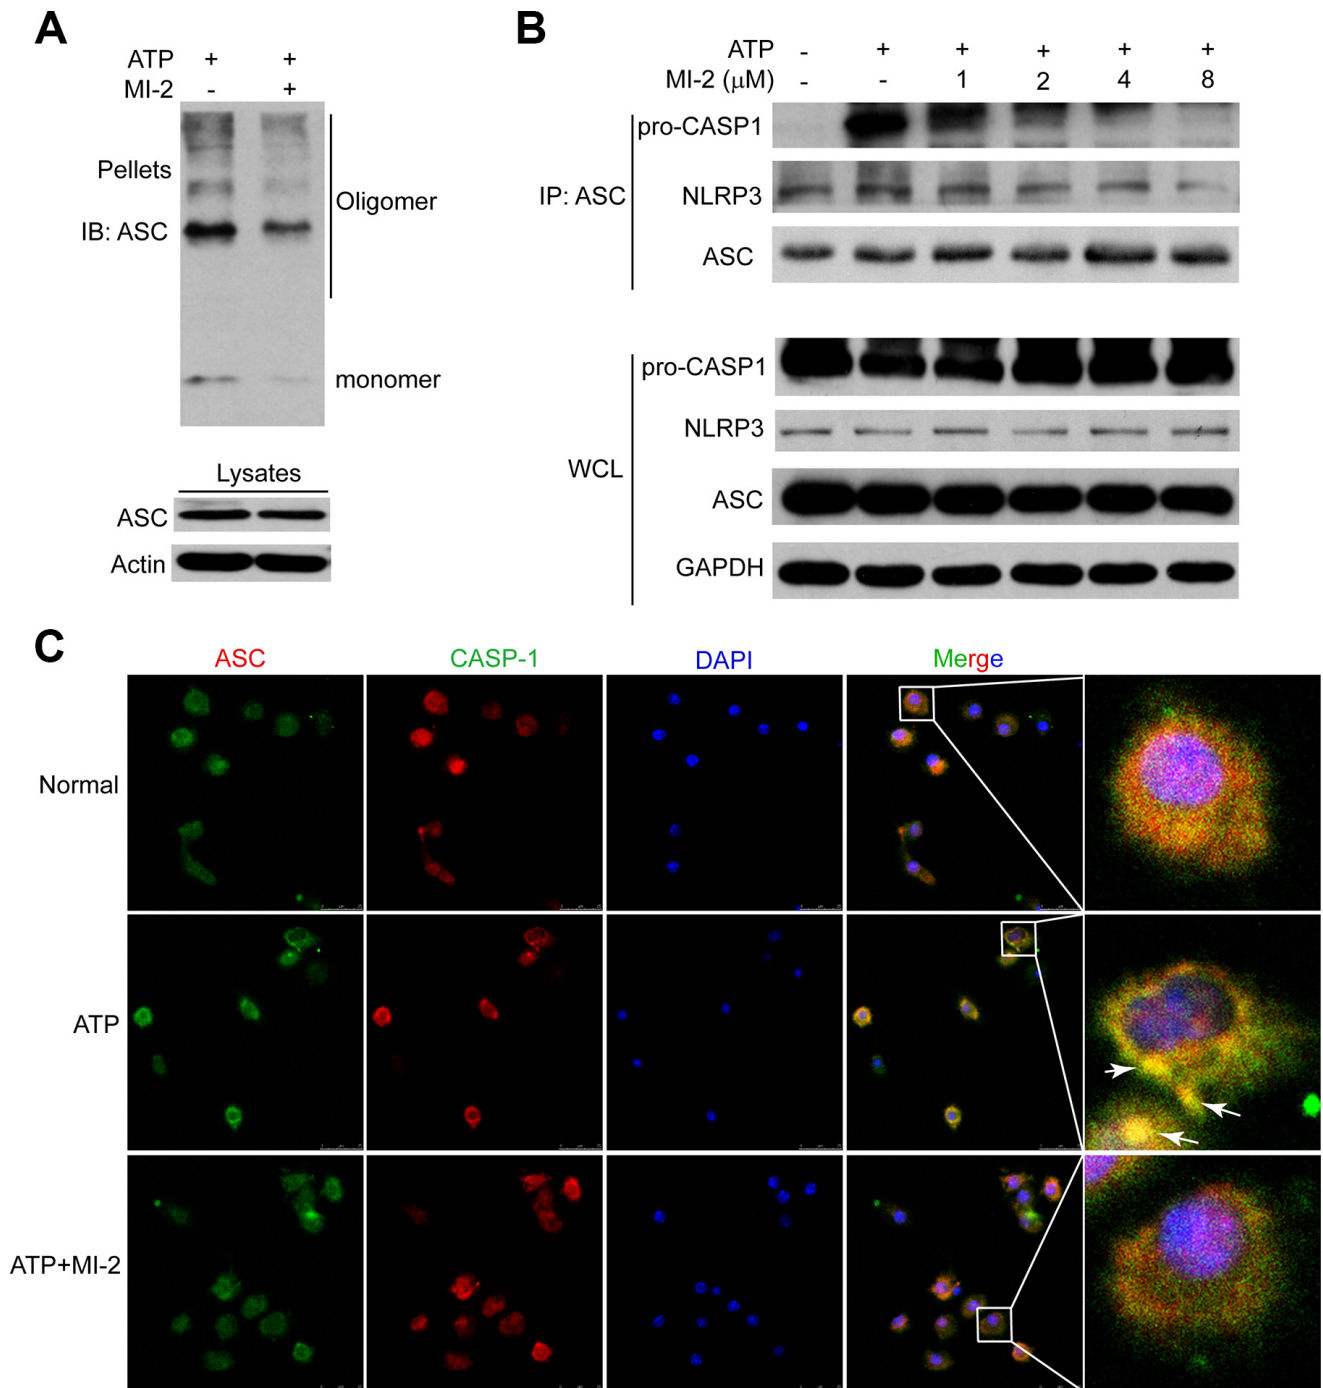 A
ATP + +
MI-2 - +
Pellets
IB: ASC
Oligomer
monomer
Lysates
ASC
Actin
B
ATP - + + + + +
MI-2 (µM) - - 1 2 4 8
IP: ASC
pro-CASP1
NLRP3
ASC
WCL
pro-CASP1
NLRP3
ASC
GAPDH
C
ASC CASP-1 DAPI Merge
Normal
ATP
ATP+MI-2